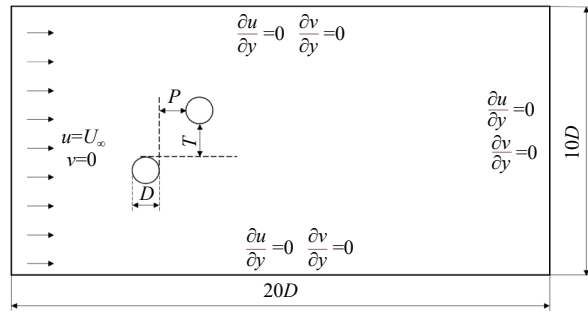 ∂u/∂y=0 ∂v/∂y=0
P
T
u=U∞
v=0
D
∂u/∂y=0
∂v/∂y=0
10D
∂u/∂y=0 ∂v/∂y=0
20D